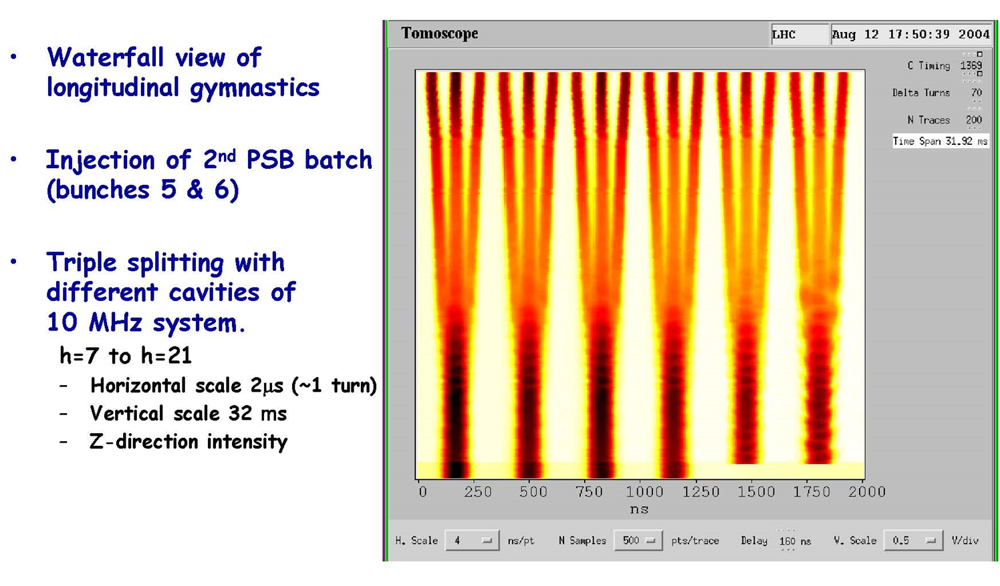 • Waterfall view of
longitudinal gymnastics
• Injection of 2nd PSB batch
(bunches 5 & 6)
• Triple splitting with
different cavities of
10 MHz system.
h=7 to h=21
– Horizontal scale 2μs (~1 turn)
– Vertical scale 32 ms
– Z-direction intensity
Tomoscope LHC Aug 12 17:50:39 2004
C Timing 1369
Delta Turns 70
N Traces 200
Time Span 31.92 ms
0 250 500 750 1000 1250 1500 1750 2000
ns
H. Scale 4 ns/pt N Samples 500 pts/trace Delay 160 ns V. Scale 0.5 V/div